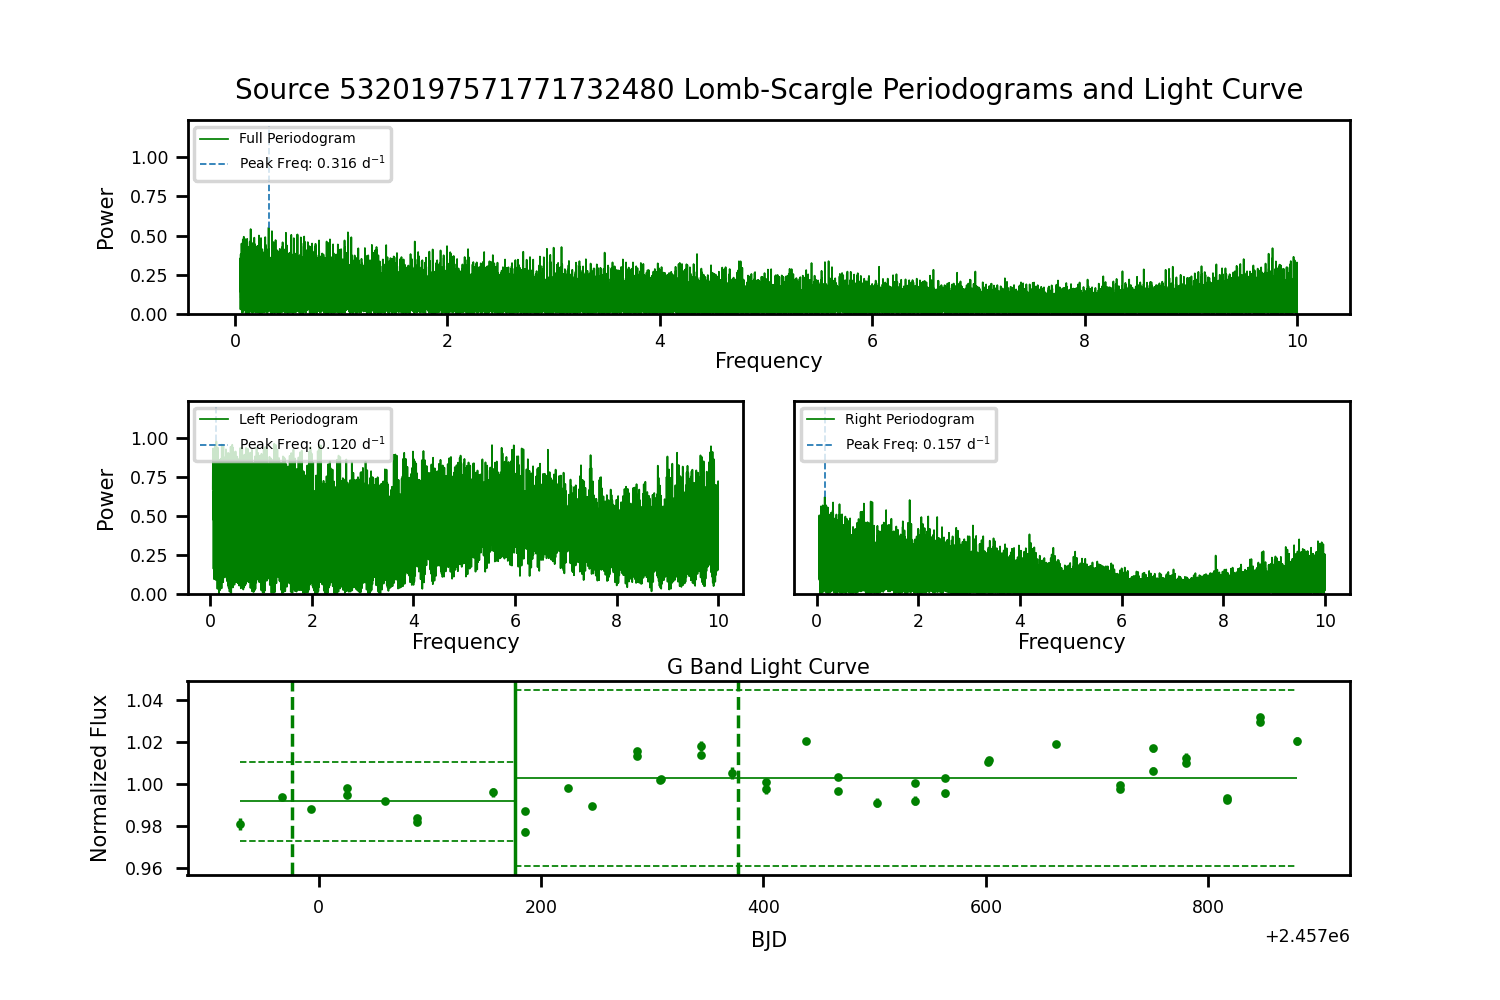 Source 5320197571771732480 Lomb-Scargle Periodograms and Light Curve
Full Periodogram
Peak Freq: 0.316 d⁻¹
Power
1.00
0.75
0.50
0.25
0.00
0 2 4 6 8 10
Frequency
Left Periodogram
Peak Freq: 0.120 d⁻¹
Power
1.00
0.75
0.50
0.25
0.00
0 2 4 6 8 10
Frequency
Right Periodogram
Peak Freq: 0.157 d⁻¹
0 2 4 6 8 10
Frequency
G Band Light Curve
Normalized Flux
1.04
1.02
1.00
0.98
0.96
0 200 400 600 800
BJD
+2.457e6